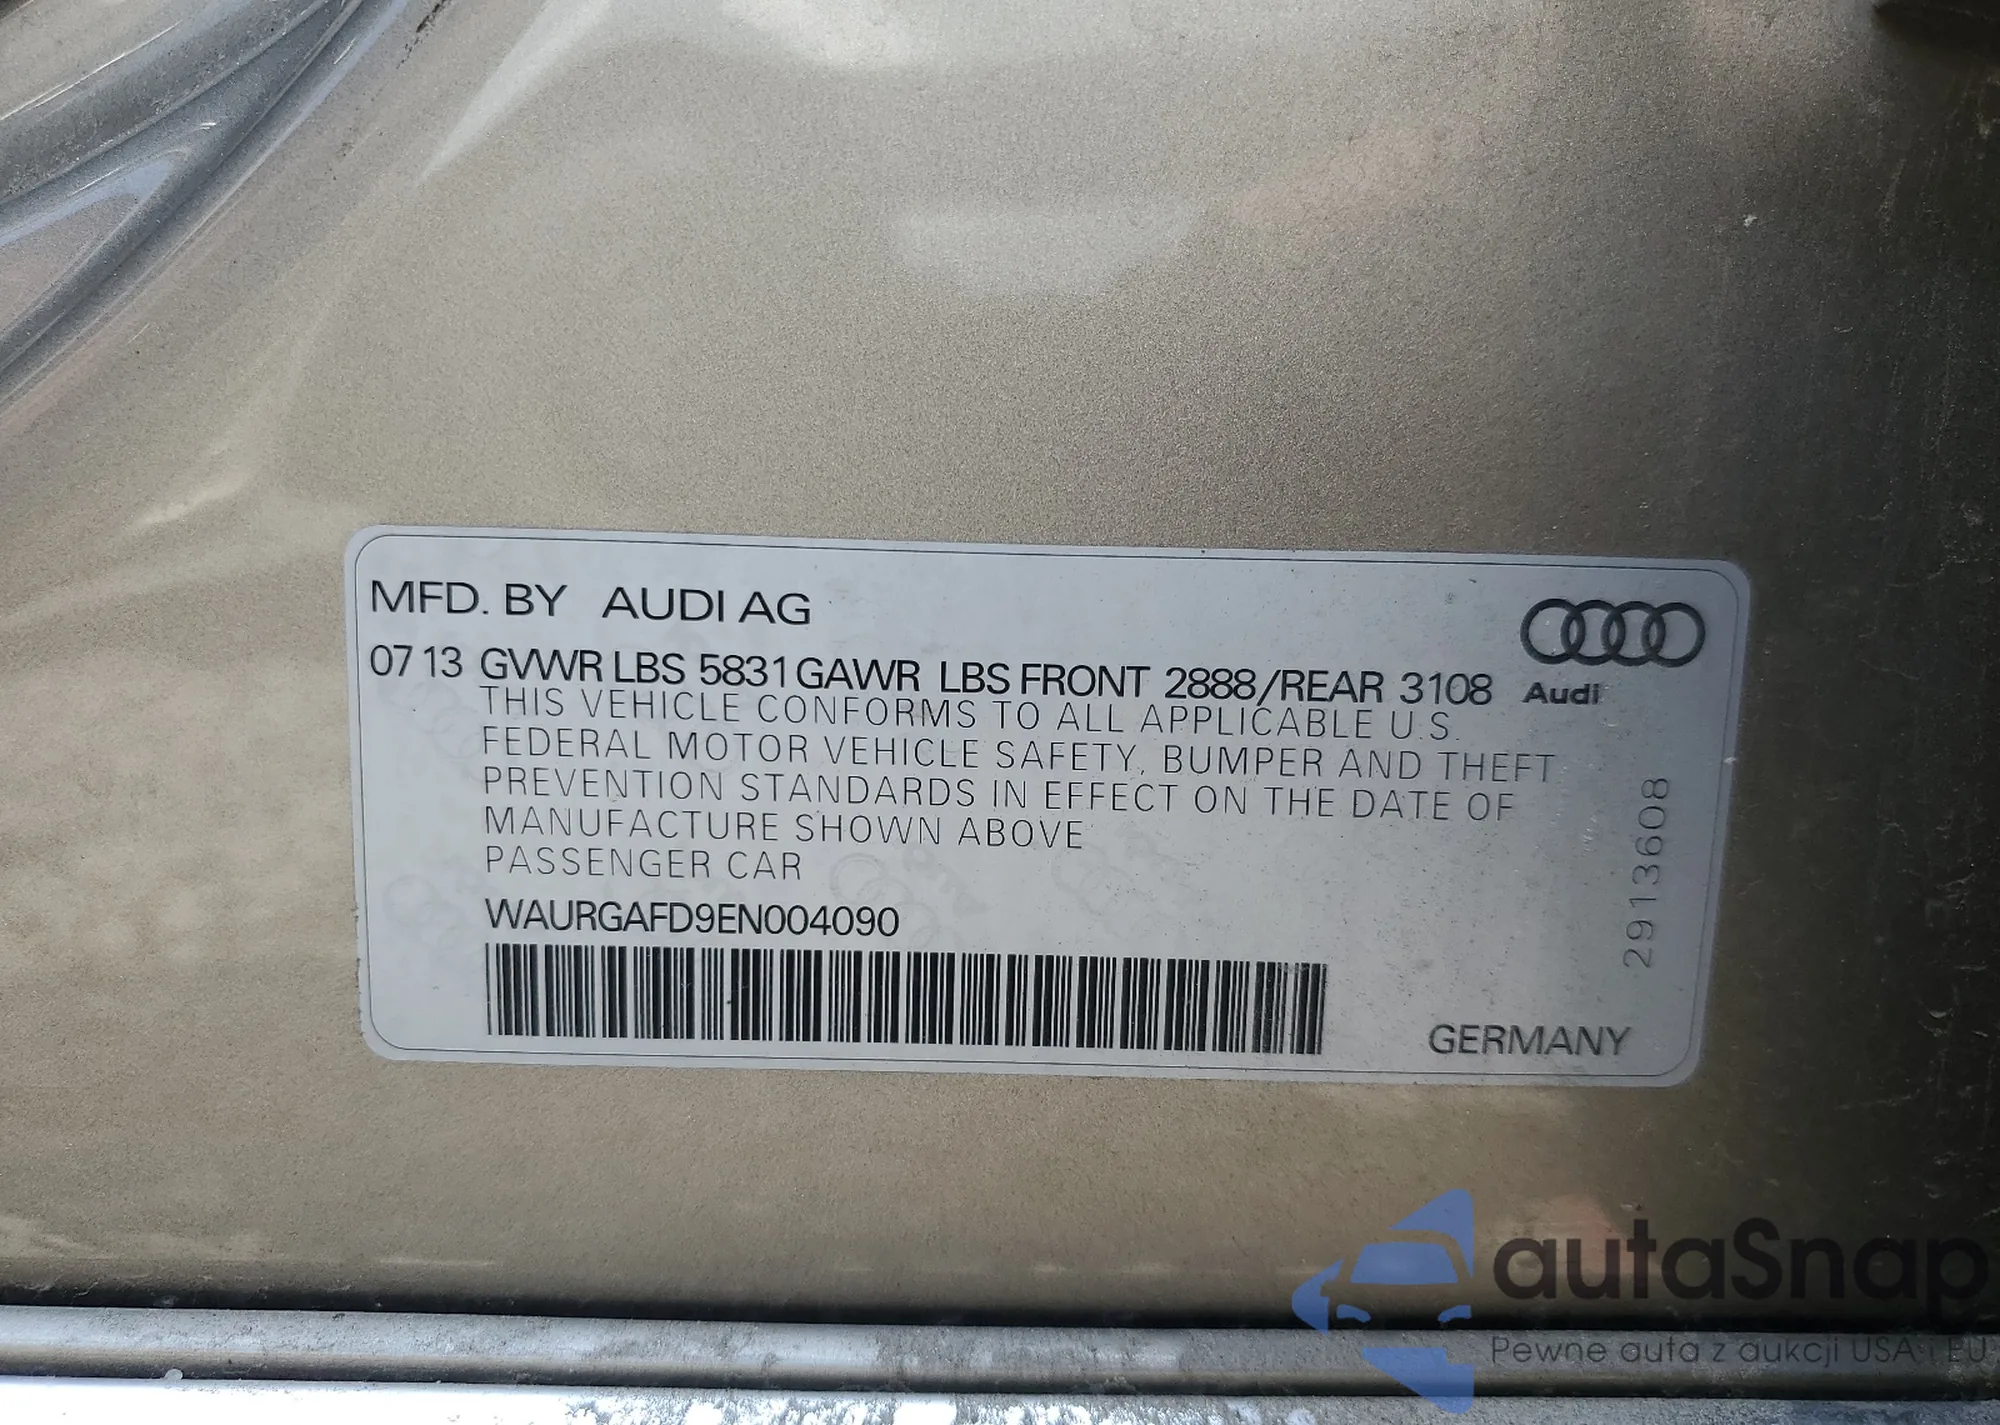 MFD. BY AUDI AG
07 13 GVWR LBS 5831 GAWR LBS FRONT 2888/REAR 3108
Audi
THIS VEHICLE CONFORMS TO ALL APPLICABLE U.S.
FEDERAL MOTOR VEHICLE SAFETY, BUMPER AND THEFT
PREVENTION STANDARDS IN EFFECT ON THE DATE OF
MANUFACTURE SHOWN ABOVE
PASSENGER CAR
WAURGAFD9EN004090
2913608
GERMANY
autaSnap
Pewne auta z aukcji USA i EU